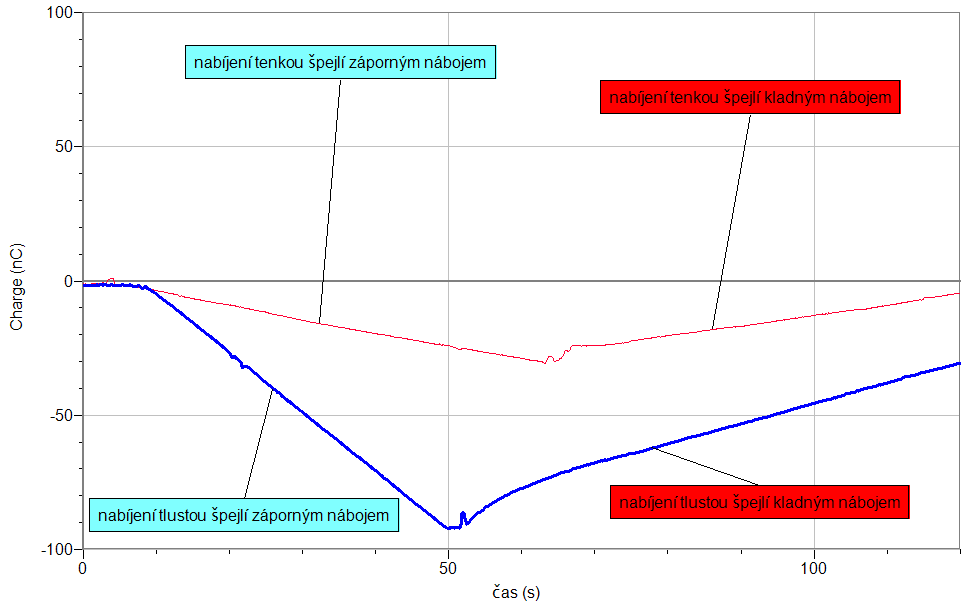 100
nabíjení tenkou špejlí záporným nábojem
nabíjení tenkou špejlí kladným nábojem
50
0
Charge (nC)
-50
nabíjení tlustou špejlí kladným nábojem
nabíjení tlustou špejlí záporným nábojem
-100
0
50
100
čas (s)